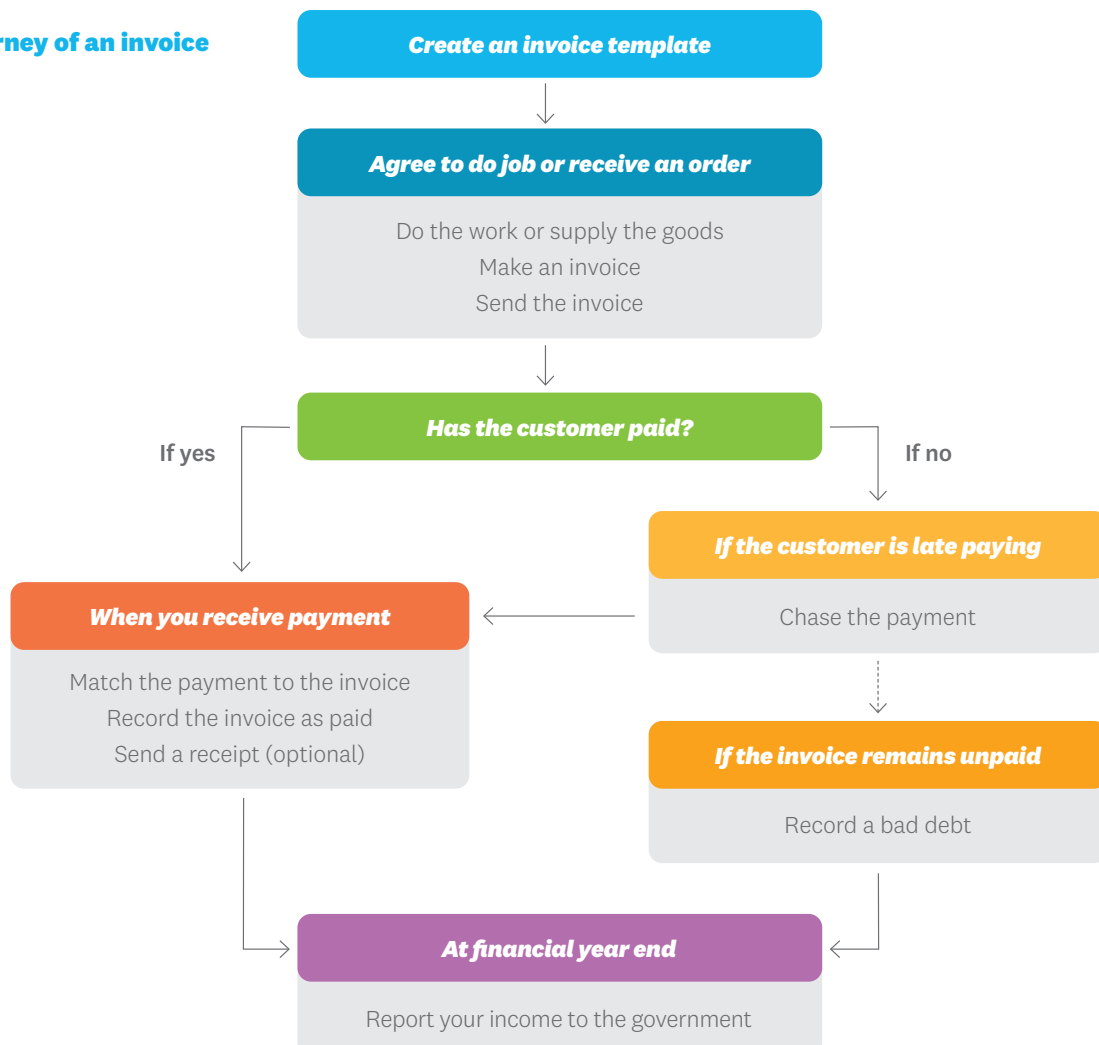 rney of an invoice
Create an invoice template
Agree to do job or receive an order
Do the work or supply the goods
Make an invoice
Send the invoice
Has the customer paid?
If yes
If no
If the customer is late paying
Chase the payment
When you receive payment
Match the payment to the invoice
Record the invoice as paid
Send a receipt (optional)
If the invoice remains unpaid
Record a bad debt
At financial year end
Report your income to the government